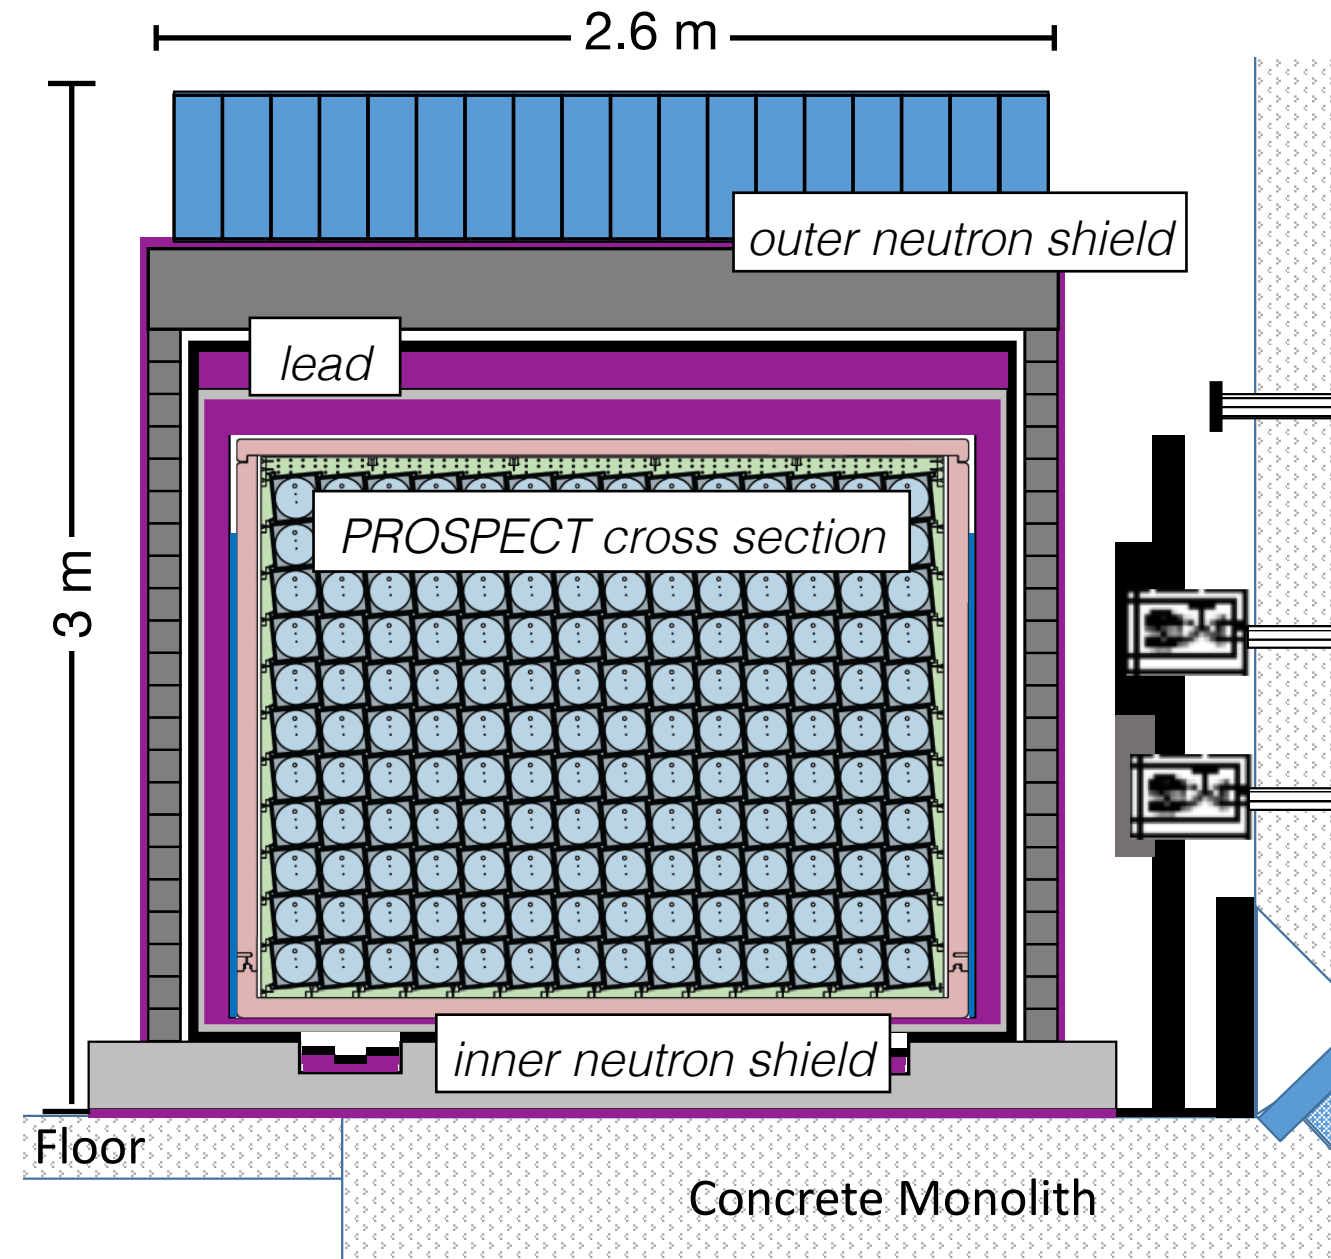 2.6 m
outer neutron shield
lead
PROSPECT cross section
3 m
inner neutron shield
Floor
Concrete Monolith